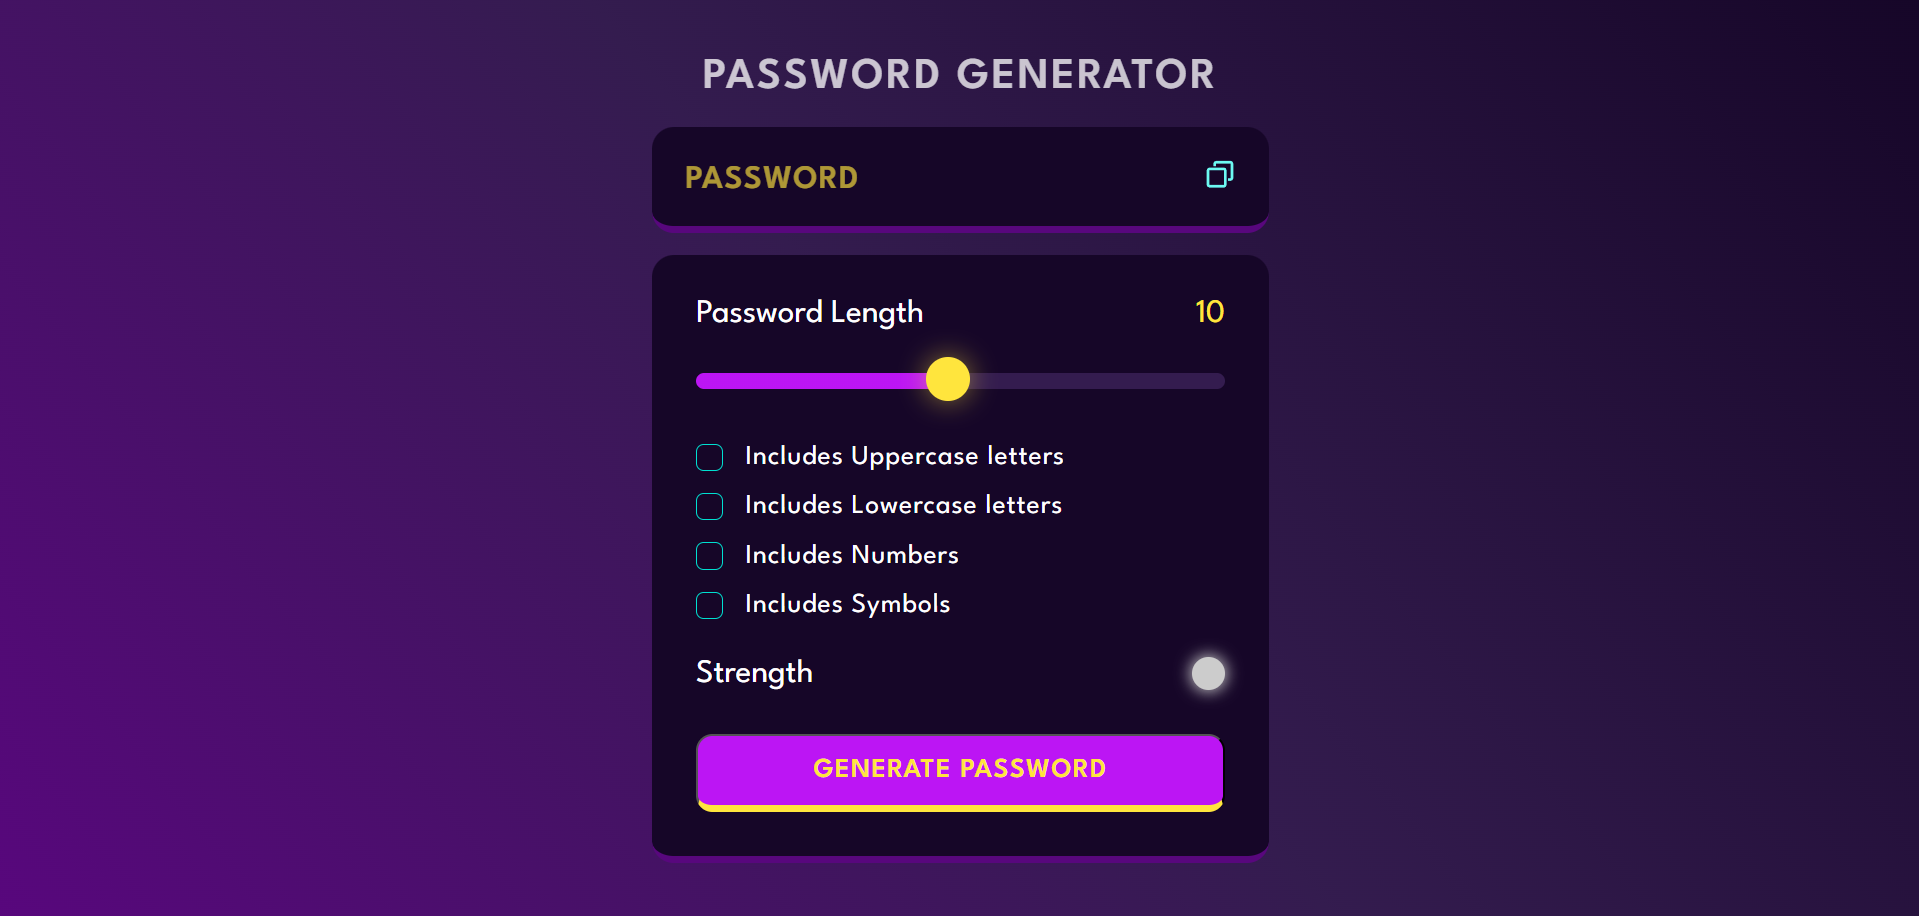 PASSWORD GENERATOR
PASSWORD
Password Length 10
Includes Uppercase letters
Includes Lowercase letters
Includes Numbers
Includes Symbols
Strength
GENERATE PASSWORD